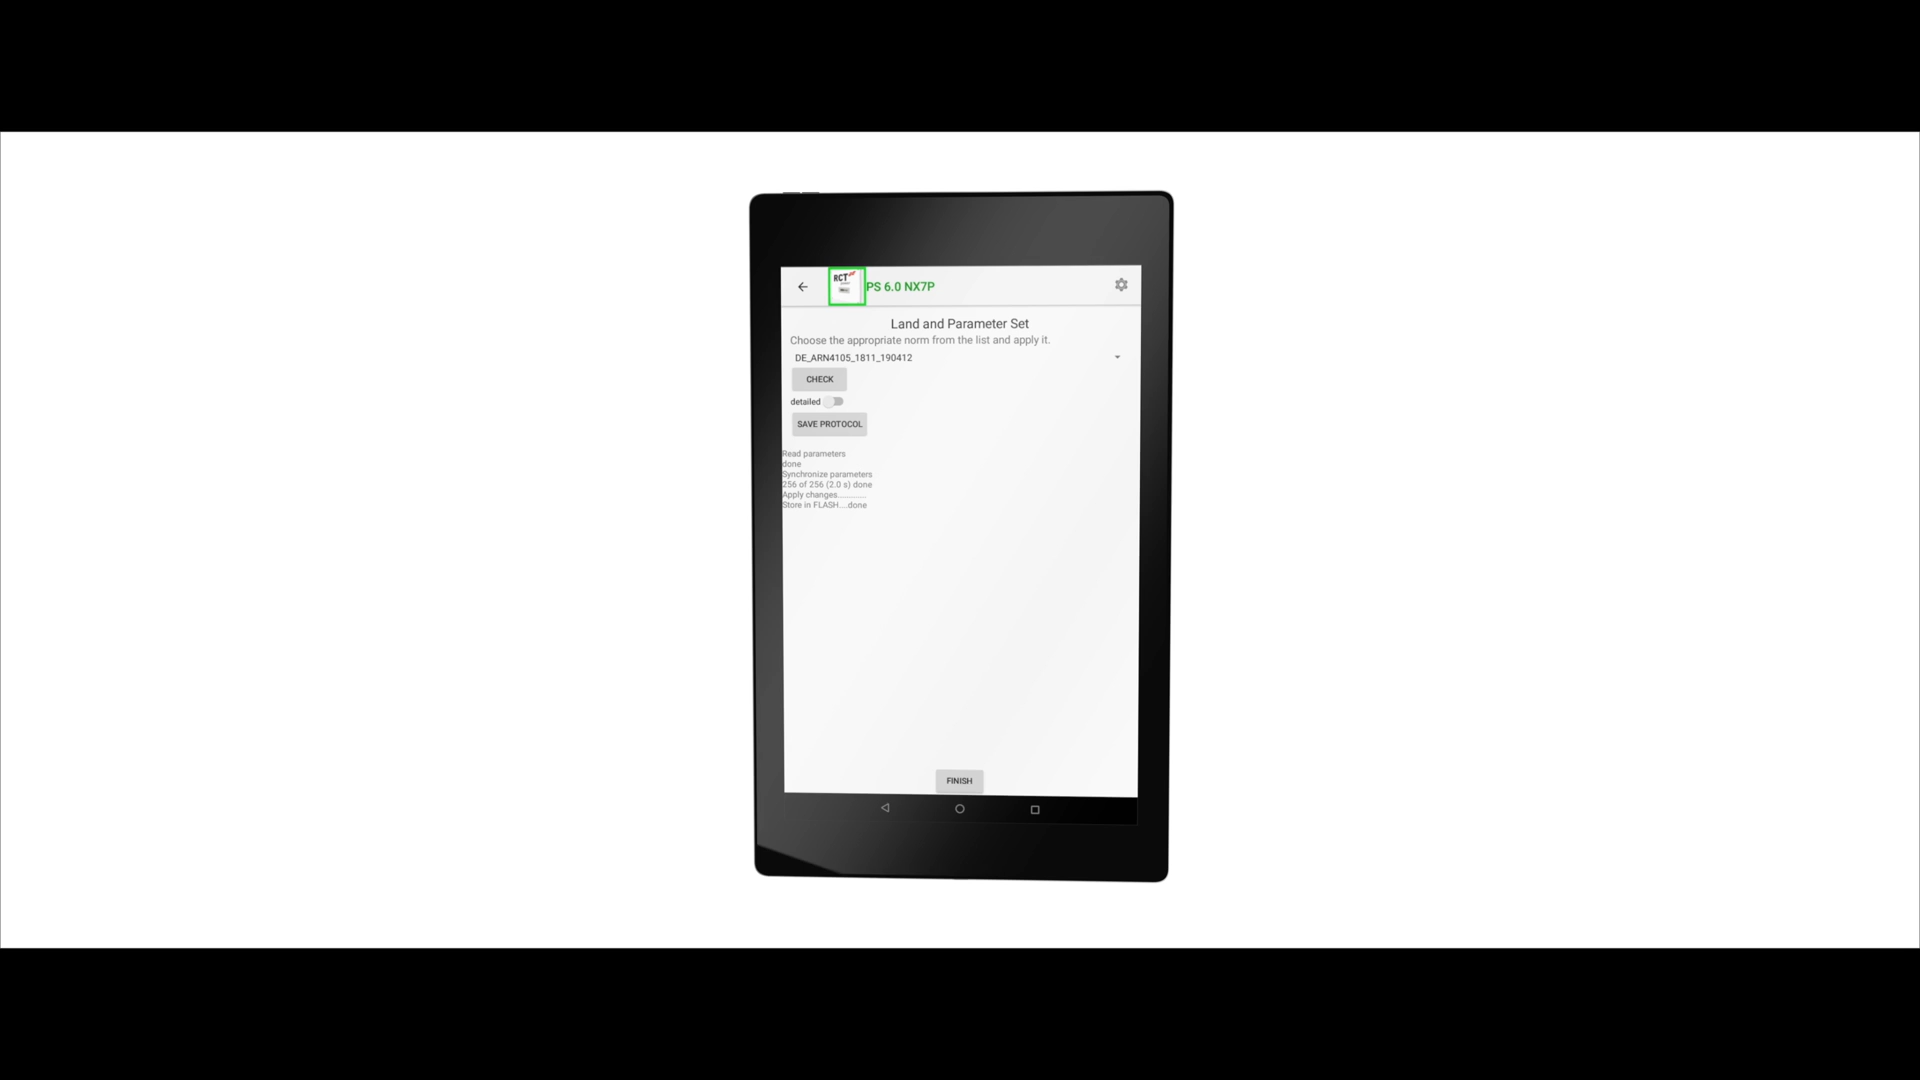 RCT
PS 6.0 NX7P
Land and Parameter Set
Choose the appropriate norm from the list and apply it.
DE_ARN4105_1811_190412
CHECK
detailed
SAVE PROTOCOL
Read parameters
done
Synchronize parameters
256 of 256 (2.0 s) done
Apply changes.............
Store in FLASH....done
FINISH